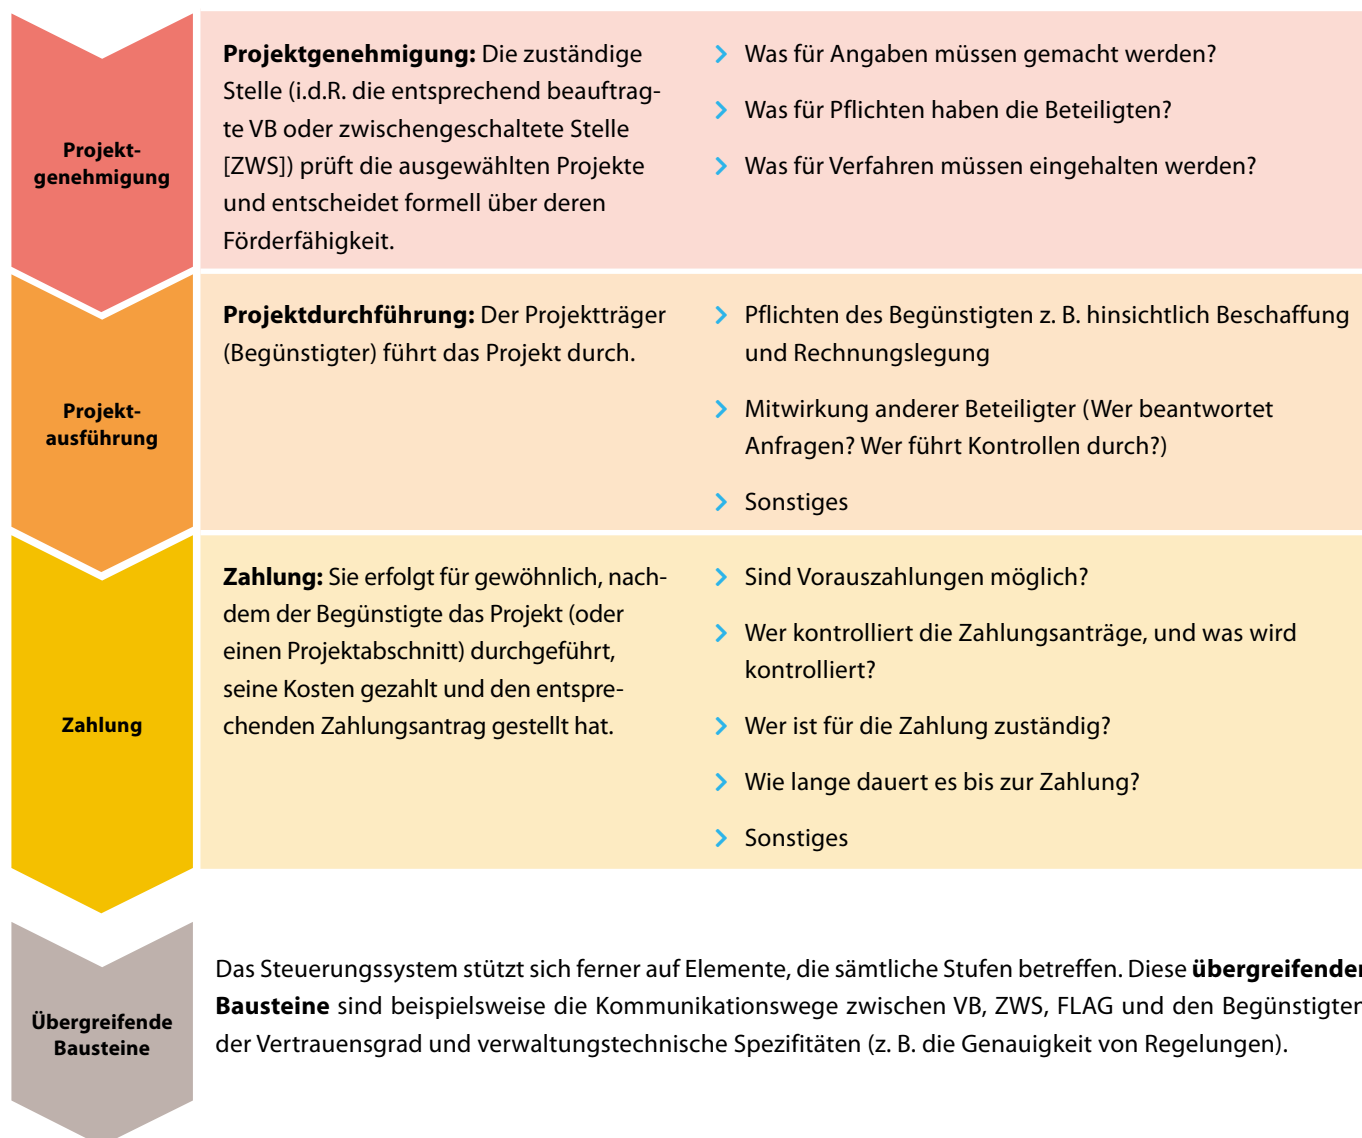 Projekt-
genehmigung
Projektgenehmigung: Die zuständige
Stelle (i.d.R. die entsprechend beauftrag-
te VB oder zwischengeschaltete Stelle
[ZWS]) prüft die ausgewählten Projekte
und entscheidet formell über deren
Förderfähigkeit.
Was für Angaben müssen gemacht werden?
Was für Pflichten haben die Beteiligten?
Was für Verfahren müssen eingehalten werden?
Projekt-
ausführung
Projektdurchführung: Der Projektträger
(Begünstigter) führt das Projekt durch.
Pflichten des Begünstigten z. B. hinsichtlich Beschaffung
und Rechnungslegung
Mitwirkung anderer Beteiligter (Wer beantwortet
Anfragen? Wer führt Kontrollen durch?)
Sonstiges
Zahlung
Zahlung: Sie erfolgt für gewöhnlich, nach-
dem der Begünstigte das Projekt (oder
einen Projektabschnitt) durchgeführt,
seine Kosten gezahlt und den entspre-
chenden Zahlungsantrag gestellt hat.
Sind Vorauszahlungen möglich?
Wer kontrolliert die Zahlungsanträge, und was wird
kontrolliert?
Wer ist für die Zahlung zuständig?
Wie lange dauert es bis zur Zahlung?
Sonstiges
Übergreifende
Bausteine
Das Steuerungssystem stützt sich ferner auf Elemente, die sämtliche Stufen betreffen. Diese übergreifenden
Bausteine sind beispielsweise die Kommunikationswege zwischen VB, ZWS, FLAG und den Begünstigten
der Vertrauensgrad und verwaltungstechnische Spezifitäten (z. B. die Genauigkeit von Regelungen).